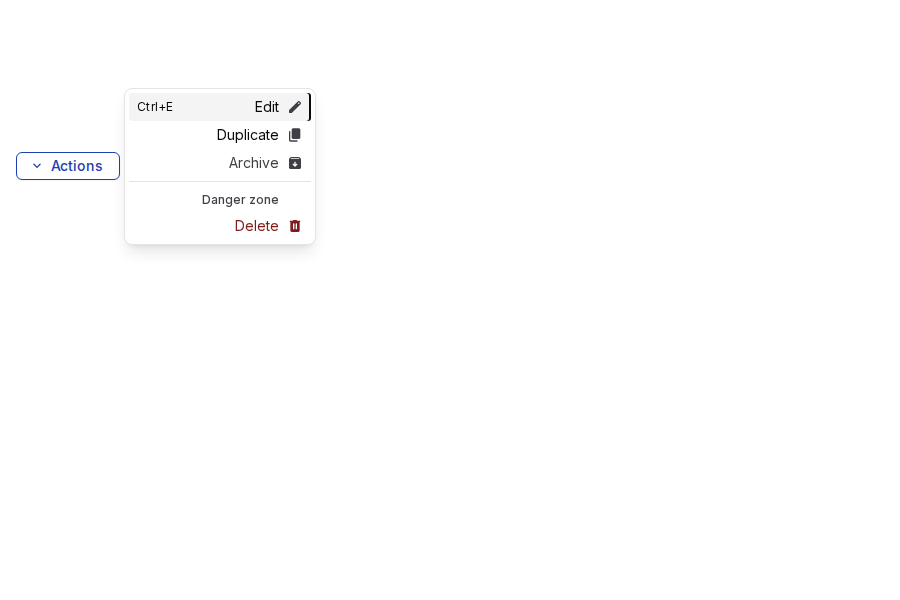 Actions
Edit Ctrl+E
Duplicate
Archive
Danger zone
Delete